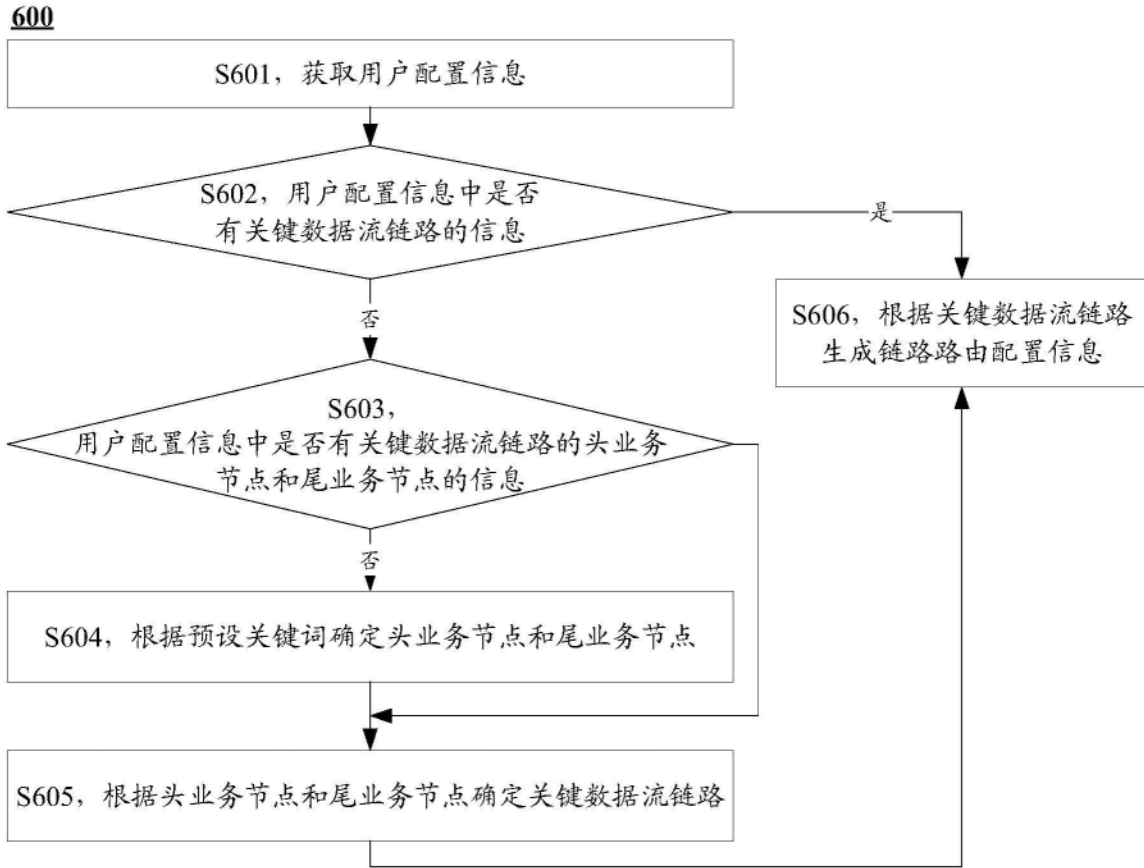 600
S601，获取用户配置信息
S602，用户配置信息中是否
有关键数据流链路的信息
是
否
S606，根据关键数据流链路
生成链路路由配置信息
S603，
用户配置信息中是否有关键数据流链路的头业务
节点和尾业务节点的信息
否
S604，根据预设关键词确定头业务节点和尾业务节点
S605，根据头业务节点和尾业务节点确定关键数据流链路